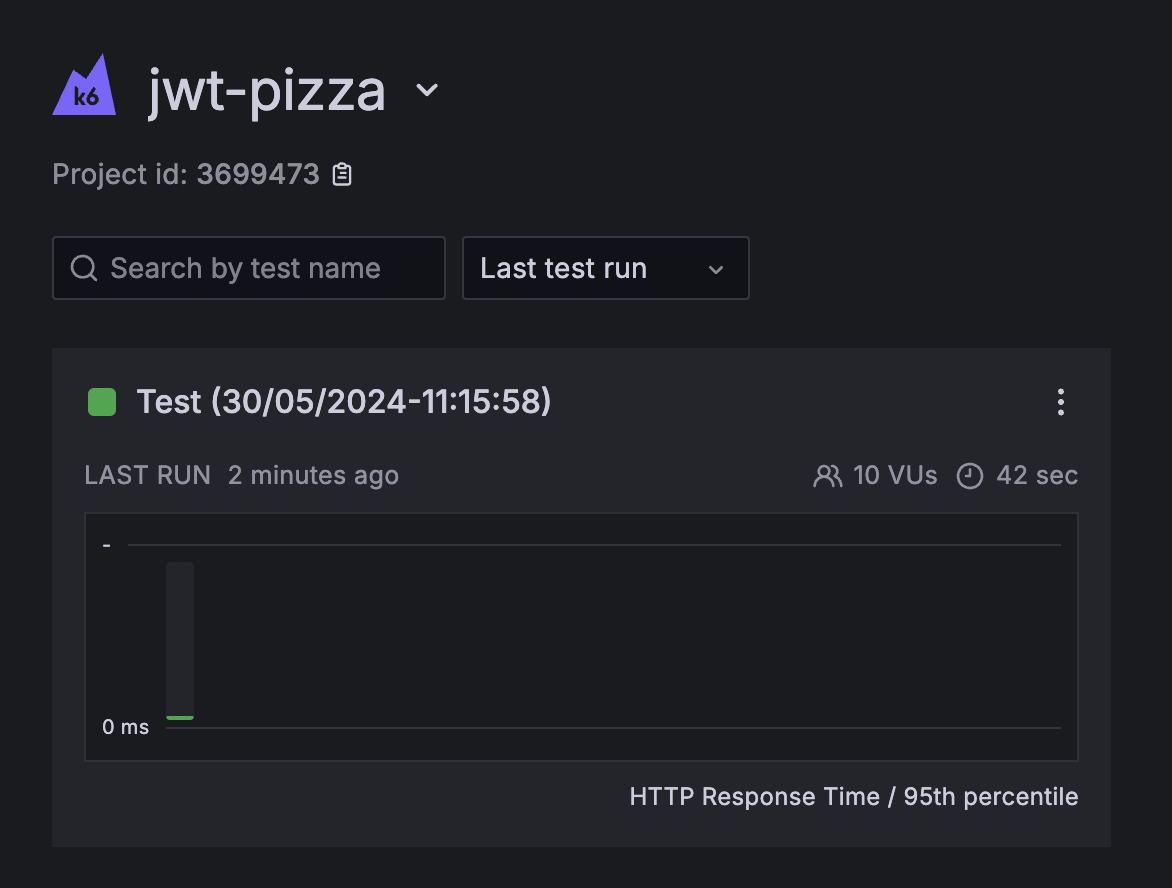 k6 jwt-pizza
Project id: 3699473
Search by test name
Last test run
Test (30/05/2024-11:15:58)
LAST RUN 2 minutes ago
10 VUs 42 sec
-
0 ms
HTTP Response Time / 95th percentile